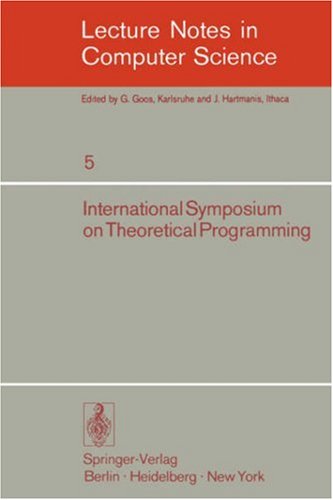 Lecture Notes in
Computer Science
Edited by G. Goos, Karlsruhe and J. Hartmanis, Ithaca
5
International Symposium
on Theoretical Programming
Springer-Verlag
Berlin · Heidelberg · New York